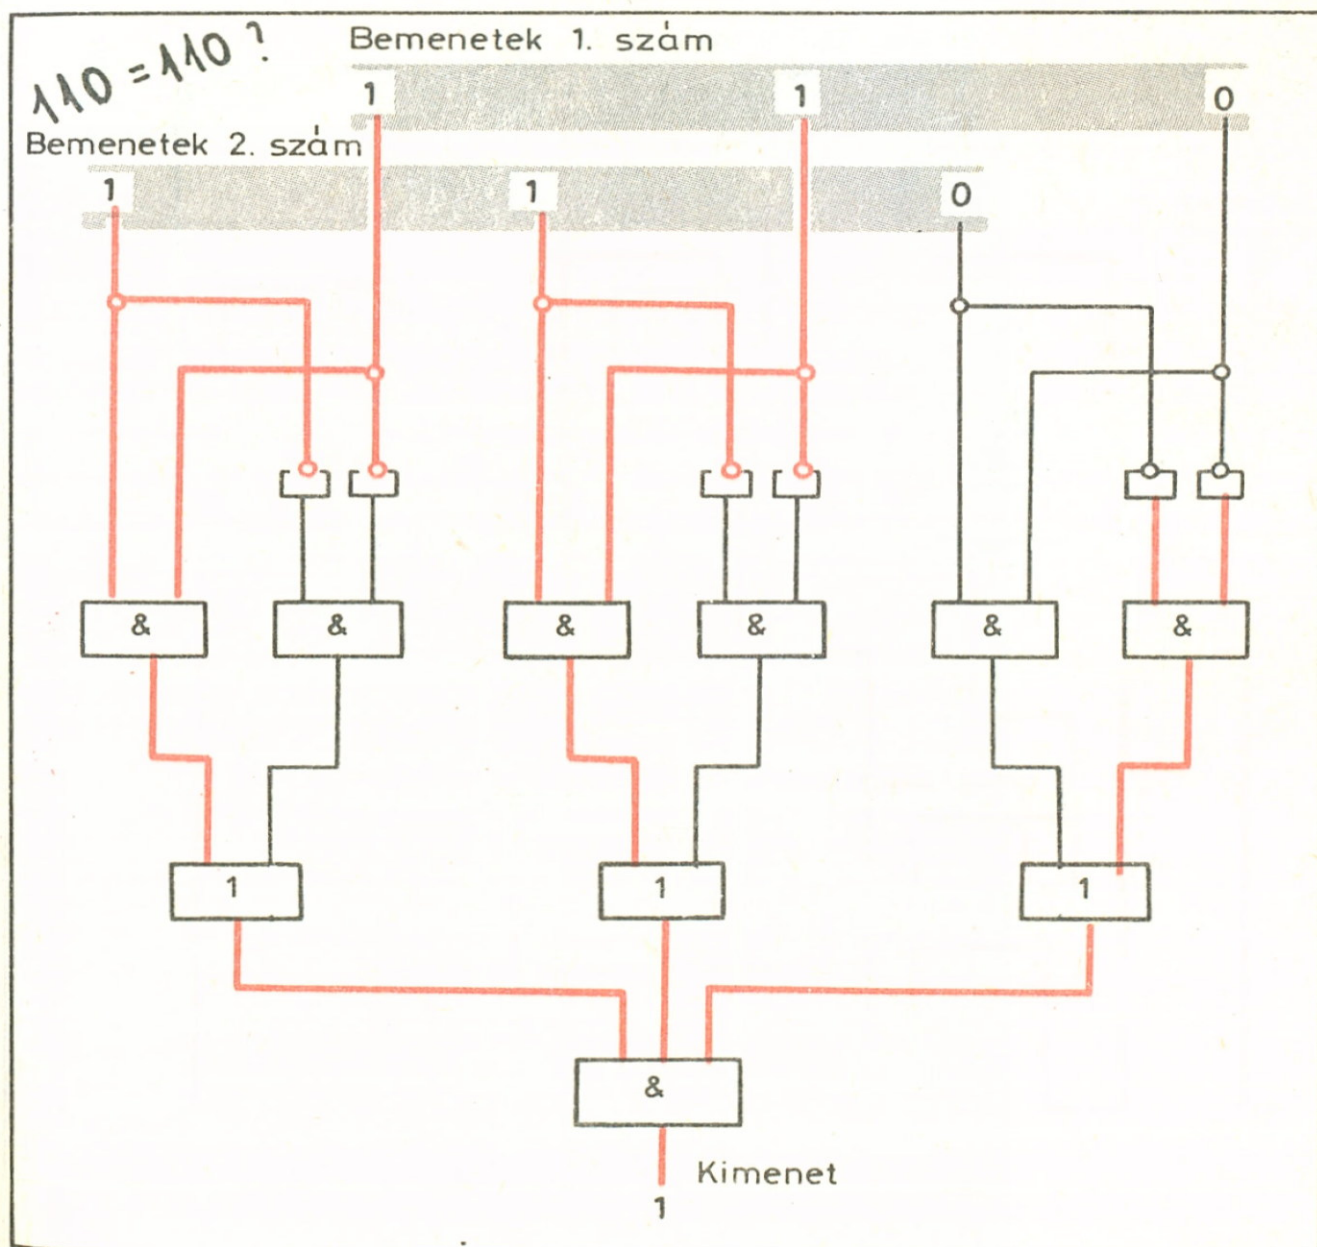 110 = 110 ?
Bemenetek 1. szám
1 1 0
Bemenetek 2. szám
1 1 0
& & & & & &
1 1 1
&
Kimenet
1